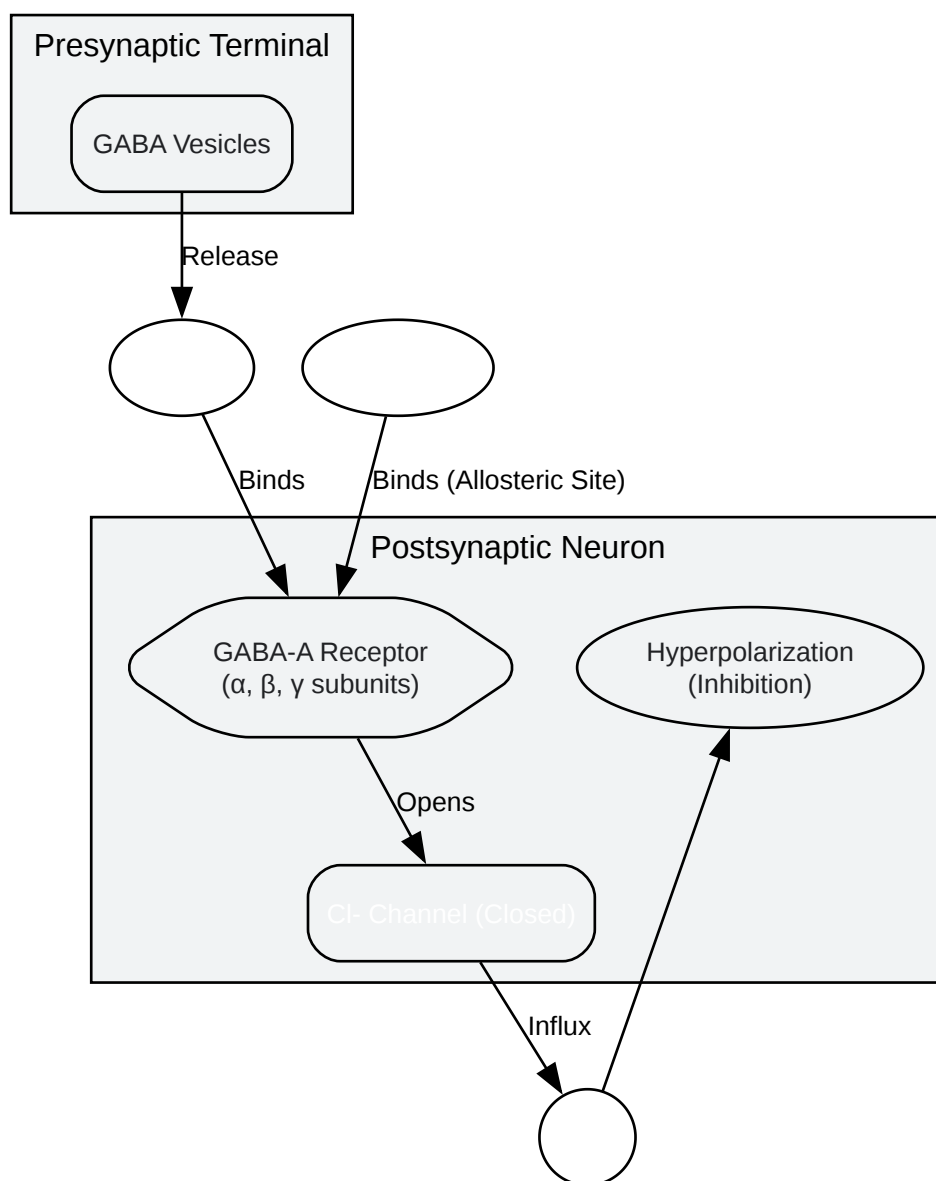 Presynaptic Terminal
GABA Vesicles
Release
Binds
Binds (Allosteric Site)
Postsynaptic Neuron
GABA-A Receptor
(α, β, γ subunits)
Hyperpolarization
(Inhibition)
Opens
Cl- Channel (Closed)
Influx